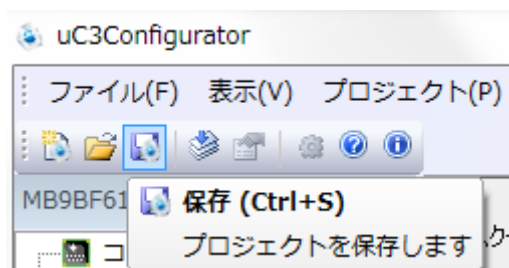 uC3Configurator
ファイル(F) 表示(V) プロジェクト(P)
MB9BF61
保存 (Ctrl+S)
コ
プロジェクトを保存します